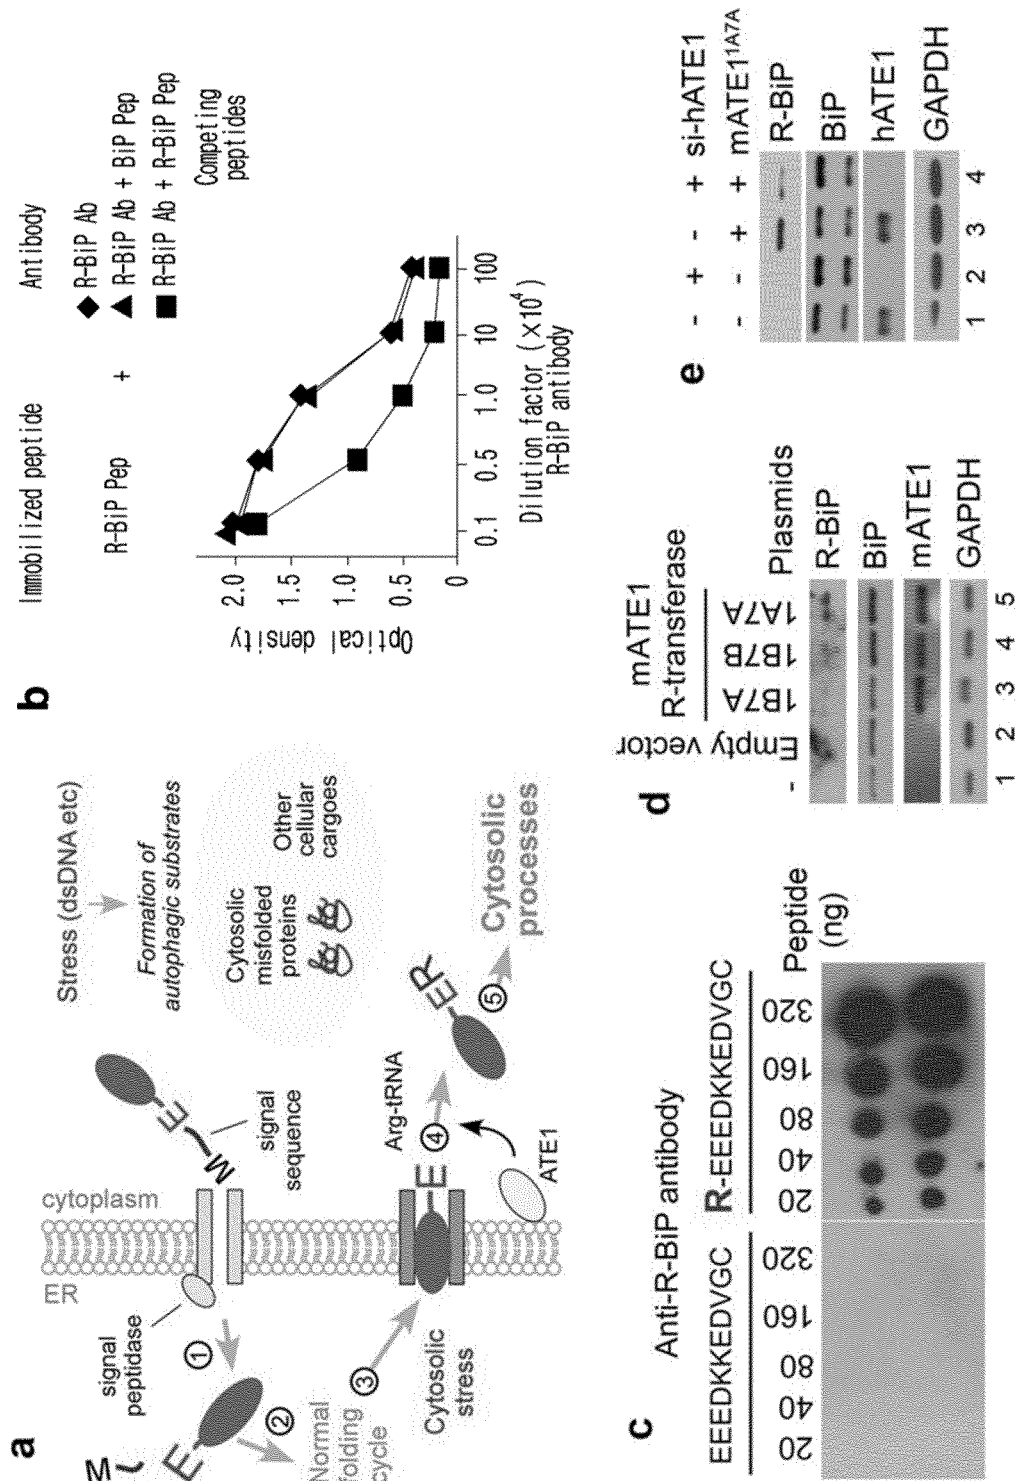 a
Stress (dsDNA etc)
Formation of
autophagic substrates
Cytosolic
misfolded
proteins
Other
cellular
cargoes
cytoplasm
ER
signal
peptidase
signal
sequence
M
E
E
M
1
2
Normal
folding
cycle
3
Cytosolic
stress
E
4
Arg-tRNA
ATE1
ER
5
Cytosolic
processes
b
Immobilized peptide
Antibody
R-BiP Pep
+
R-BiP Ab
R-BiP Ab + BiP Pep
R-BiP Ab + R-BiP Pep
Competing
peptides
Optical density
2.0
1.5
1.0
0.5
0
0.1 0.5 1.0 10 100
Dilution factor (×10⁴)
R-BiP antibody
c
Anti-R-BiP antibody
EEEDKKEDVGC R-EEEDKKEDVGC
20 40 80 160 320 20 40 80 160 320
Peptide
(ng)
d
mATE1
R-transferase
- Empty vector 1B7A 1B7B 1A7A Plasmids
R-BiP
BiP
mATE1
GAPDH
1 2 3 4 5
e
- + - + si-hATE1
- - + + mATE1¹ᴬ⁷ᴬ
R-BiP
BiP
hATE1
GAPDH
1 2 3 4